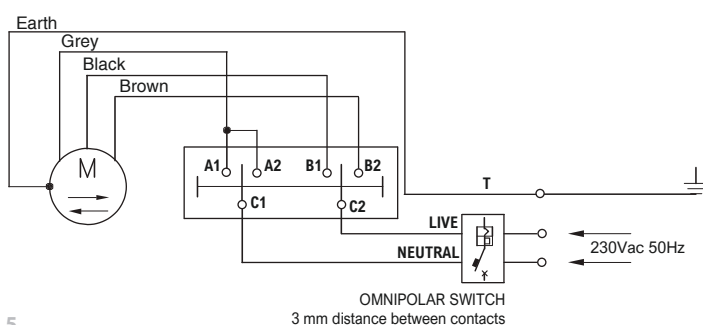 Earth
Grey
Black
Brown
M
A1 A2 B1 B2
C1 C2
T
LIVE
NEUTRAL
230Vac 50Hz
OMNIPOLAR SWITCH
3 mm distance between contacts
5